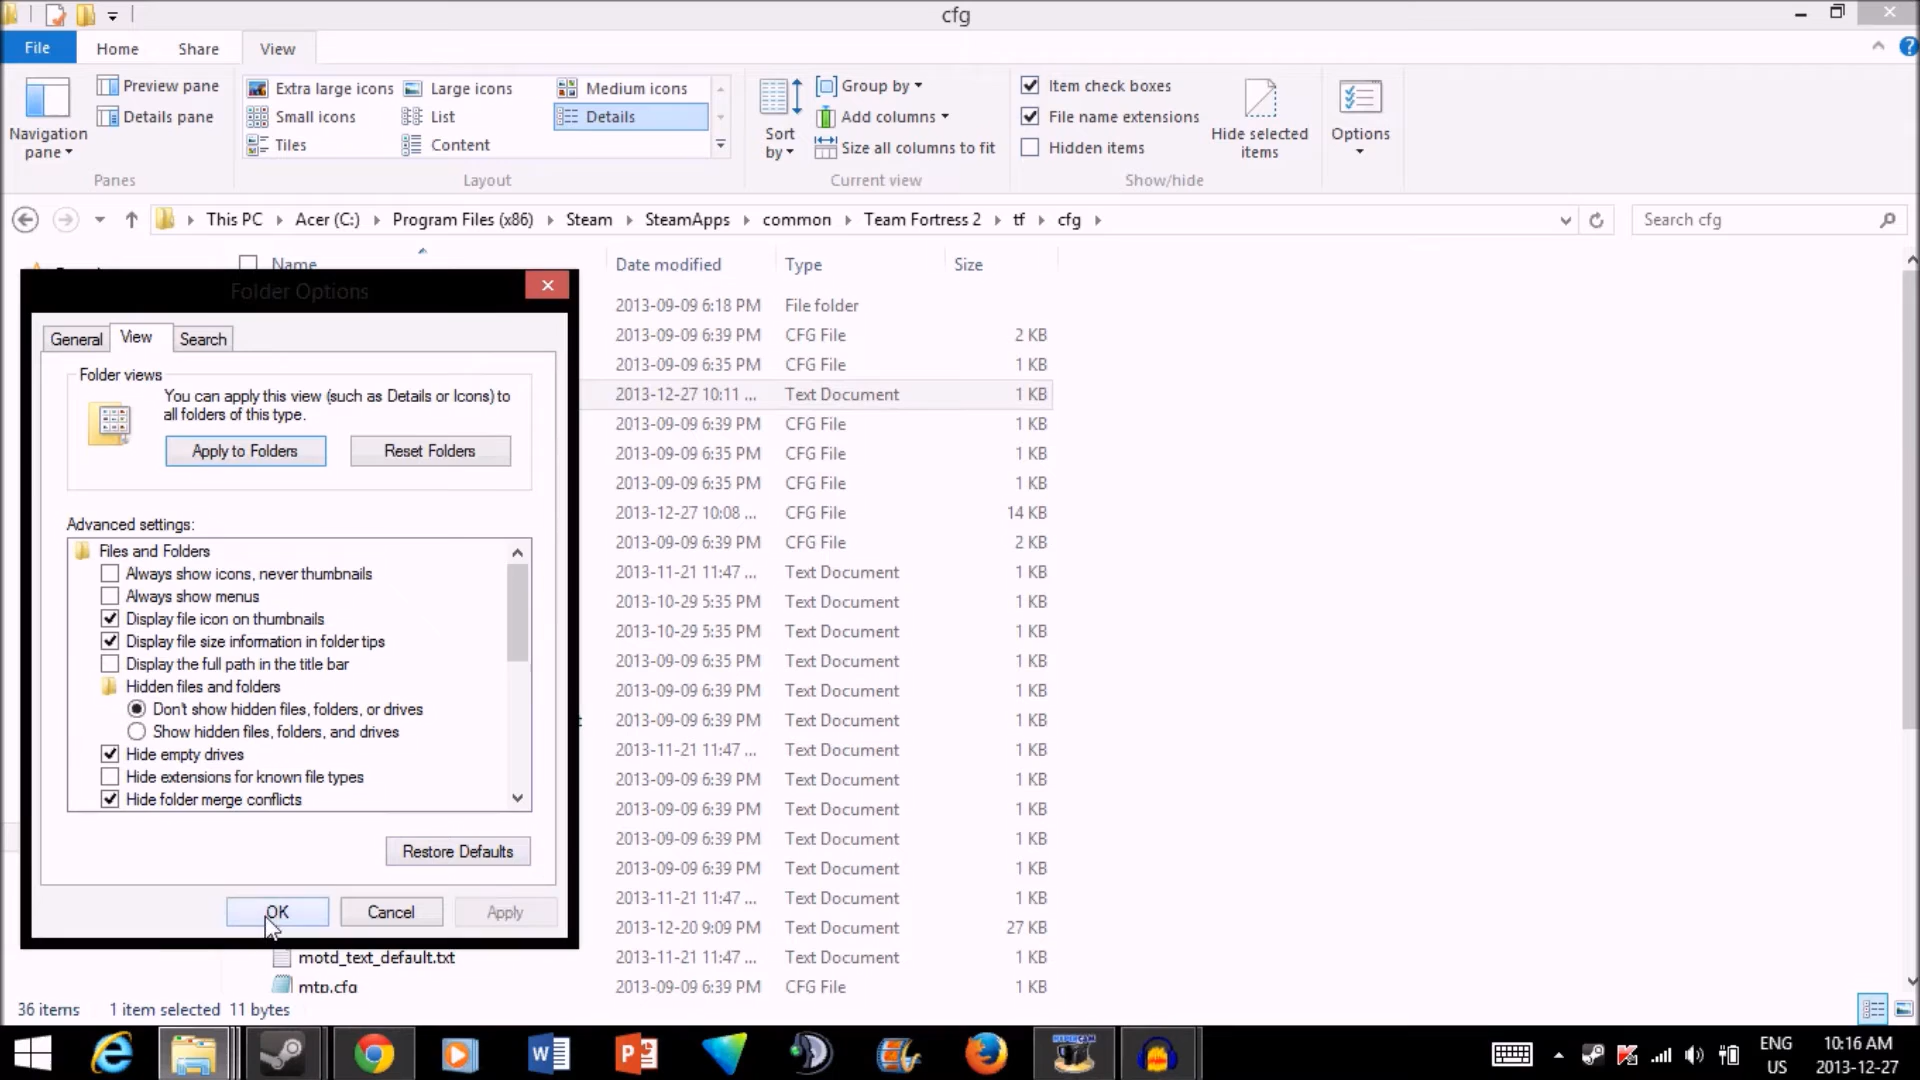 cfg
File Home Share View
Preview pane
Details pane
Navigation pane
Panes
Extra large icons Large icons Medium icons
Small icons List Details
Tiles Content
Layout
Sort by
Group by
Add columns
Size all columns to fit
Current view
Item check boxes
File name extensions
Hidden items
Hide selected items
Show/hide
Options
This PC Acer (C:) Program Files (x86) Steam SteamApps common Team Fortress 2 tf cfg
Search cfg
Name Date modified Type Size
2013-09-09 6:18 PM File folder
2013-09-09 6:39 PM CFG File 2 KB
2013-09-09 6:35 PM CFG File 1 KB
2013-12-27 10:11 ... Text Document 1 KB
2013-09-09 6:39 PM CFG File 1 KB
2013-09-09 6:35 PM CFG File 1 KB
2013-09-09 6:35 PM CFG File 1 KB
2013-12-27 10:08 ... CFG File 14 KB
2013-09-09 6:39 PM CFG File 2 KB
2013-11-21 11:47 ... Text Document 1 KB
2013-10-29 5:35 PM Text Document 1 KB
2013-10-29 5:35 PM Text Document 1 KB
2013-09-09 6:35 PM Text Document 1 KB
2013-09-09 6:39 PM Text Document 1 KB
2013-09-09 6:39 PM Text Document 1 KB
2013-11-21 11:47 ... Text Document 1 KB
2013-09-09 6:39 PM Text Document 1 KB
2013-09-09 6:39 PM Text Document 1 KB
2013-09-09 6:39 PM Text Document 1 KB
2013-09-09 6:39 PM Text Document 1 KB
2013-11-21 11:47 ... Text Document 1 KB
2013-12-20 9:09 PM Text Document 27 KB
motd_text_default.txt 2013-11-21 11:47 ... Text Document 1 KB
mtp.cfg 2013-09-09 6:39 PM CFG File 1 KB
Folder Options
General View Search
Folder views
You can apply this view (such as Details or Icons) to
all folders of this type.
Apply to Folders Reset Folders
Advanced settings:
Files and Folders
Always show icons, never thumbnails
Always show menus
Display file icon on thumbnails
Display file size information in folder tips
Display the full path in the title bar
Hidden files and folders
Don't show hidden files, folders, or drives
Show hidden files, folders, and drives
Hide empty drives
Hide extensions for known file types
Hide folder merge conflicts
Restore Defaults
OK Cancel Apply
36 items 1 item selected 11 bytes
ENG
US
10:16 AM
2013-12-27